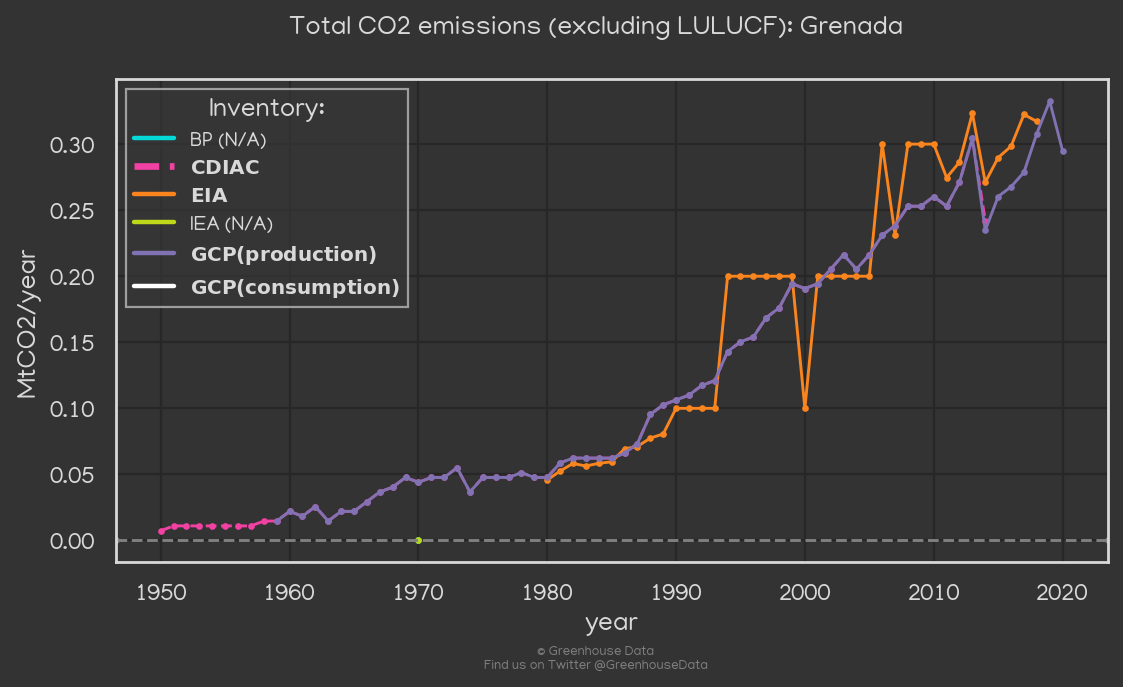 Total CO2 emissions (excluding LULUCF): Grenada
Inventory:
BP (N/A)
CDIAC
EIA
IEA (N/A)
GCP(production)
GCP(consumption)
MtCO2/year
0.30
0.25
0.20
0.15
0.10
0.05
0.00
1950 1960 1970 1980 1990 2000 2010 2020
year
© Greenhouse Data
Find us on Twitter @GreenhouseData